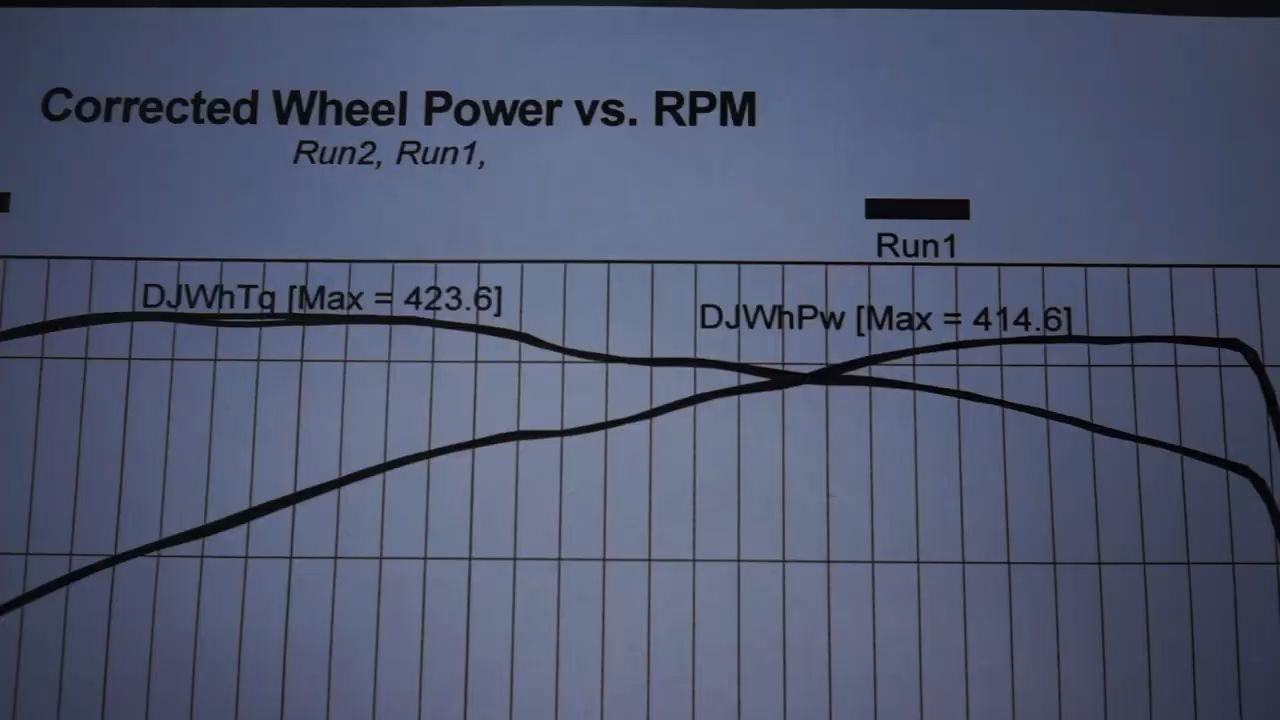 Corrected Wheel Power vs. RPM
Run2, Run1,
Run1
DJWhTq [Max = 423.6]
DJWhPw [Max = 414.6]